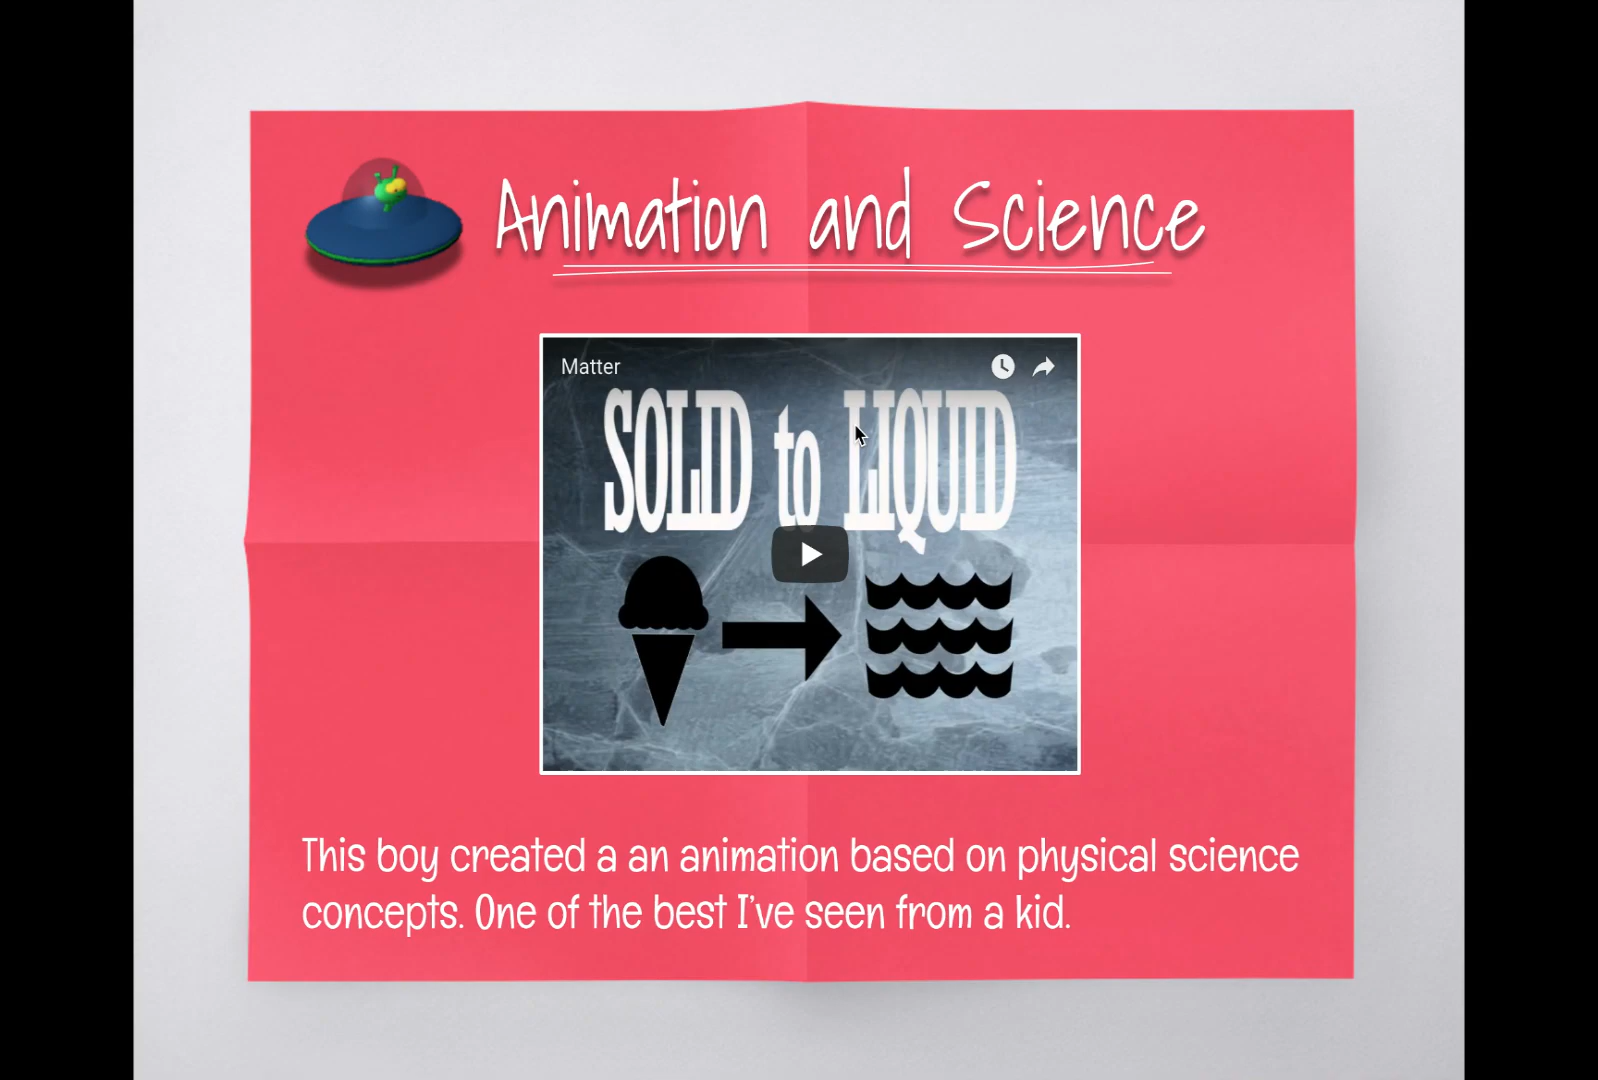 Animation and Science
Matter
SOLID to LIQUID
This boy created a an animation based on physical science
concepts. One of the best I've seen from a kid.